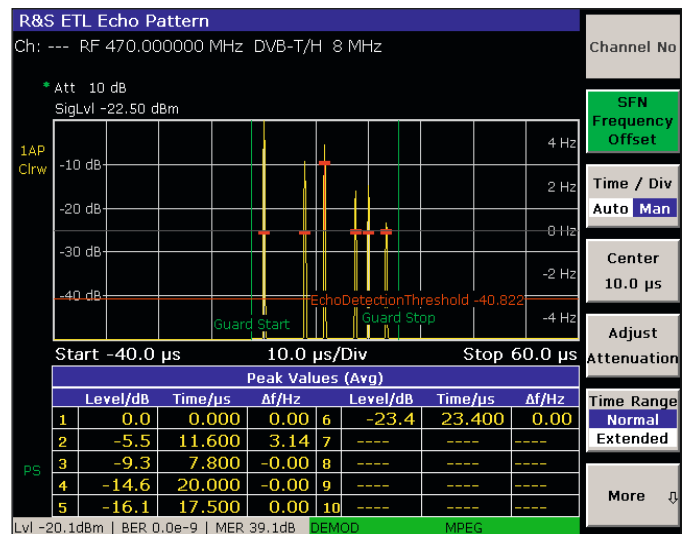 R&S ETL Echo Pattern
Ch: --- RF 470.000000 MHz DVB-T/H 8 MHz
* Att 10 dB
SigLvl -22.50 dBm
1AP
Clrw
-10 dB
-20 dB
-30 dB
-40 dB
4 Hz
2 Hz
0 Hz
-2 Hz
-4 Hz
EchoDetectionThreshold -40.822
Guard Start
Guard Stop
Start -40.0 µs 10.0 µs/Div Stop 60.0 µs
Peak Values (Avg)
Level/dB Time/µs Δf/Hz Level/dB Time/µs Δf/Hz
1 0.0 0.000 0.00 6 -23.4 23.400 0.00
2 -5.5 11.600 3.14 7 ---- ---- ----
3 -9.3 7.800 -0.00 8 ---- ---- ----
4 -14.6 20.000 -0.00 9 ---- ---- ----
5 -16.1 17.500 0.00 10 ---- ---- ----
PS
Lvl -20.1dBm | BER 0.0e-9 | MER 39.1dB DEMOD MPEG
Channel No
SFN
Frequency
Offset
Time / Div
Auto Man
Center
10.0 µs
Adjust
Attenuation
Time Range
Normal
Extended
More ⇩